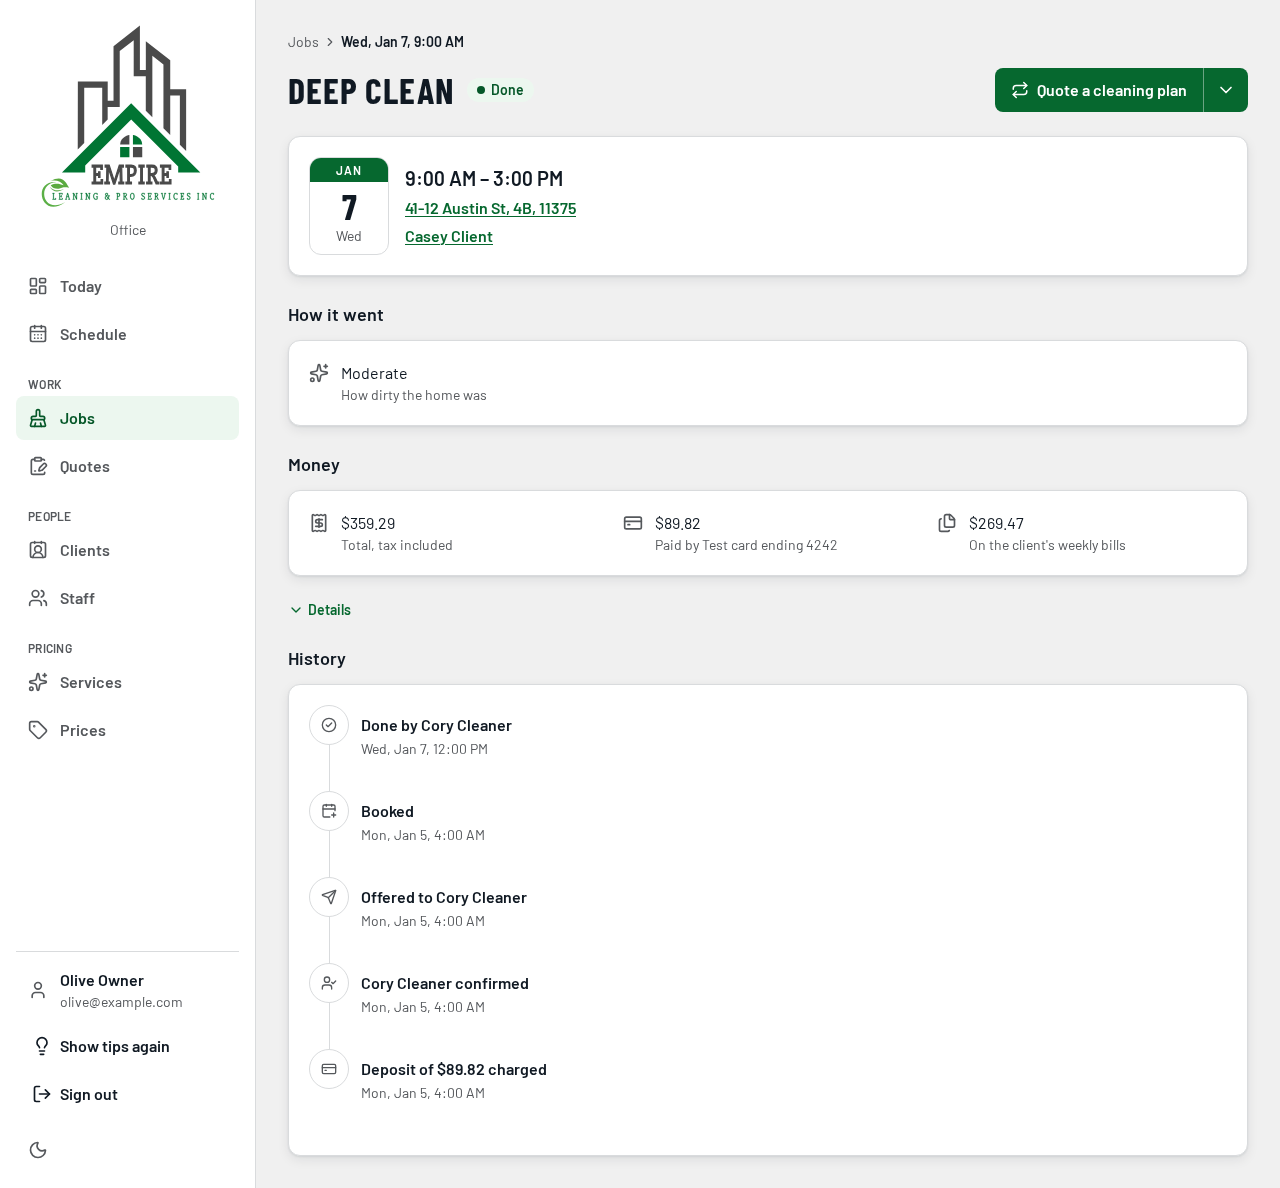 EMPIRE
LEANING & PRO SERVICES INC
Office
Today
Schedule
WORK
Jobs
Quotes
PEOPLE
Clients
Staff
PRICING
Services
Prices
Olive Owner
olive@example.com
Show tips again
Sign out
Jobs > Wed, Jan 7, 9:00 AM
DEEP CLEAN
Done
Quote a cleaning plan
JAN
7
Wed
9:00 AM – 3:00 PM
41-12 Austin St, 4B, 11375
Casey Client
How it went
Moderate
How dirty the home was
Money
$359.29
Total, tax included
$89.82
Paid by Test card ending 4242
$269.47
On the client's weekly bills
Details
History
Done by Cory Cleaner
Wed, Jan 7, 12:00 PM
Booked
Mon, Jan 5, 4:00 AM
Offered to Cory Cleaner
Mon, Jan 5, 4:00 AM
Cory Cleaner confirmed
Mon, Jan 5, 4:00 AM
Deposit of $89.82 charged
Mon, Jan 5, 4:00 AM